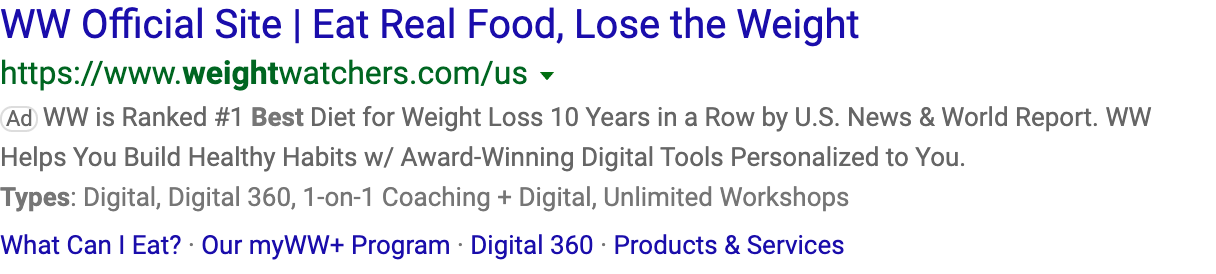 WW Official Site | Eat Real Food, Lose the Weight
https://www.weightwatchers.com/us
Ad WW is Ranked #1 Best Diet for Weight Loss 10 Years in a Row by U.S. News & World Report. WW
Helps You Build Healthy Habits w/ Award-Winning Digital Tools Personalized to You.
Types: Digital, Digital 360, 1-on-1 Coaching + Digital, Unlimited Workshops
What Can I Eat? · Our myWW+ Program · Digital 360 · Products & Services